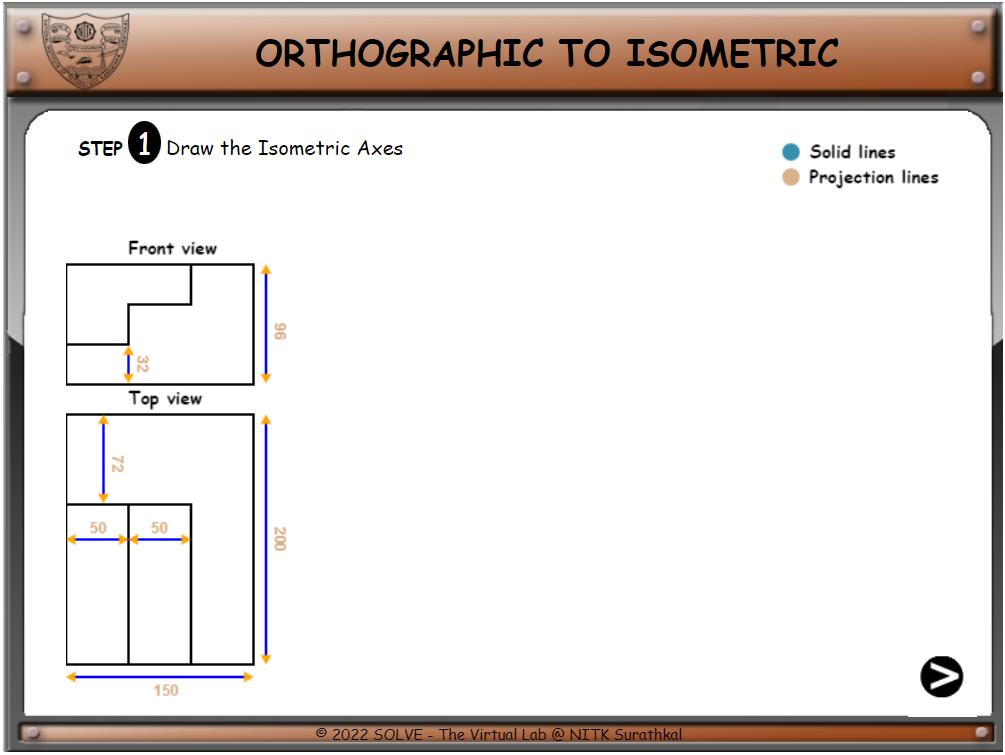 ORTHOGRAPHIC TO ISOMETRIC
STEP 1 Draw the Isometric Axes
Solid lines
Projection lines
Front view
96
32
Top view
72
50 50
200
150
>
© 2022 SOLVE - The Virtual Lab @ NITK Surathkal